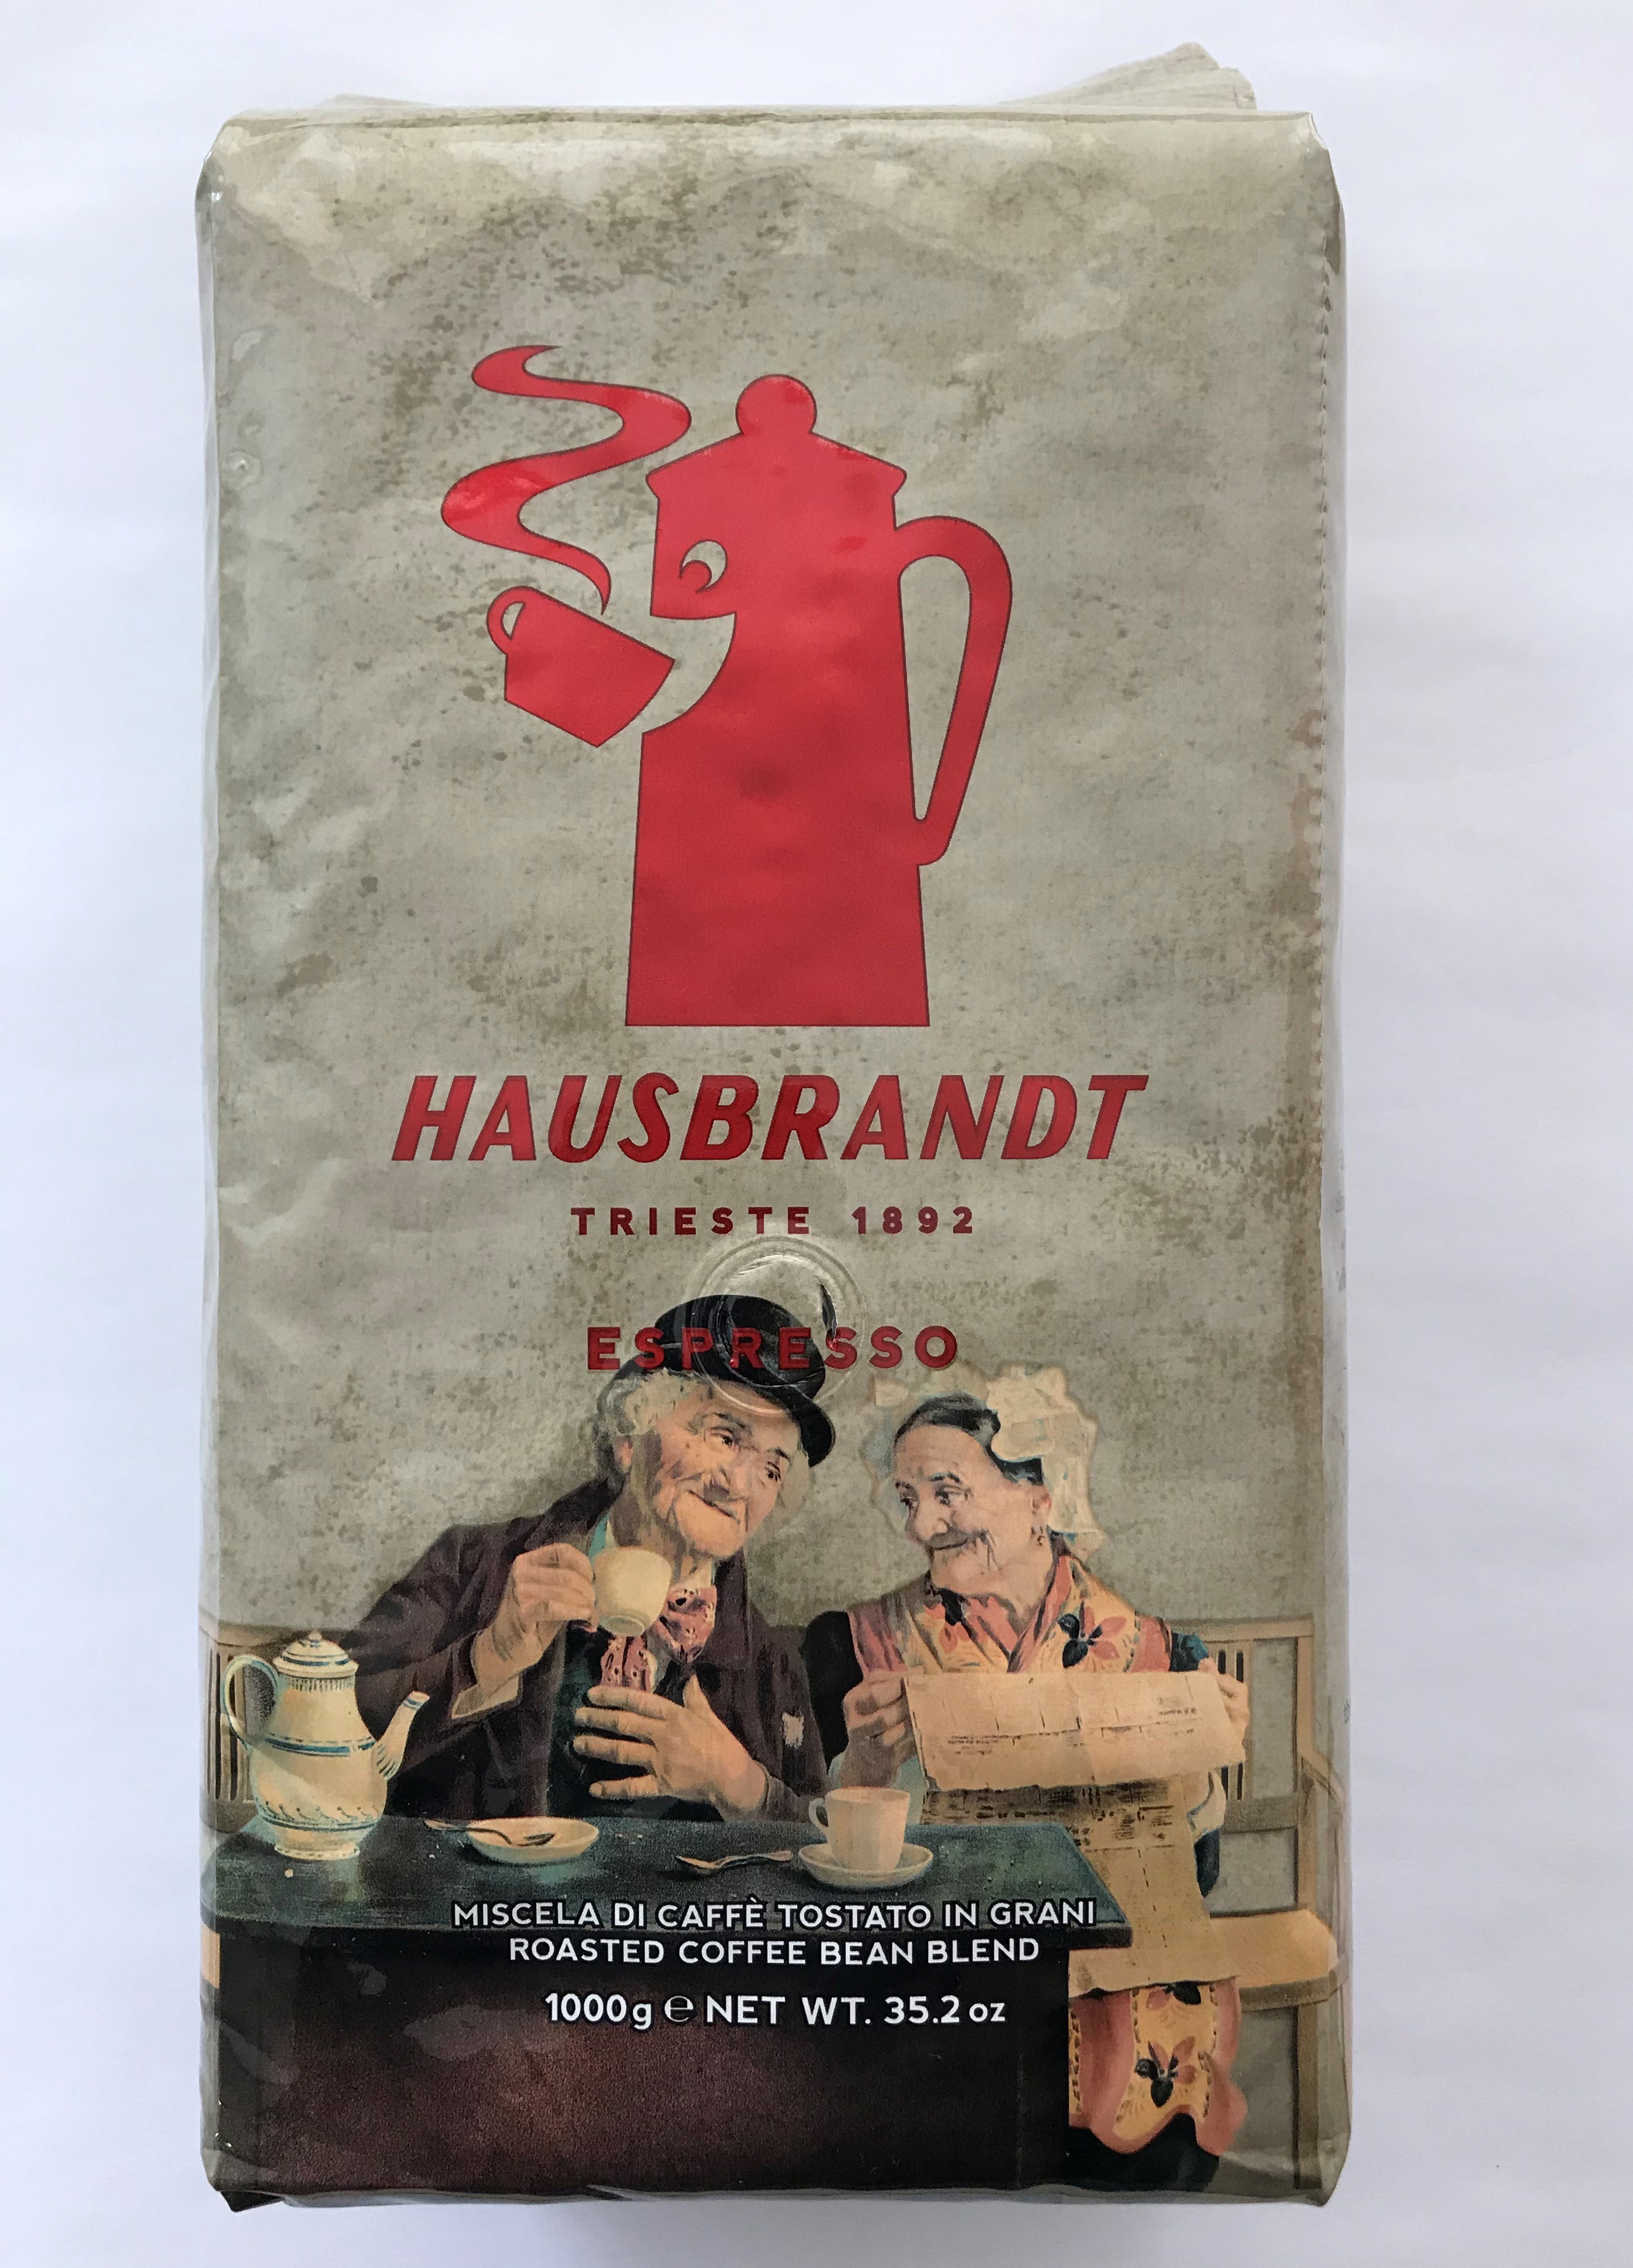 HAUSBRANDT
TRIESTE 1892
ESPRESSO
MISCELA DI CAFFÈ TOSTATO IN GRANI
ROASTED COFFEE BEAN BLEND
1000g ℮ NET WT. 35.2 oz